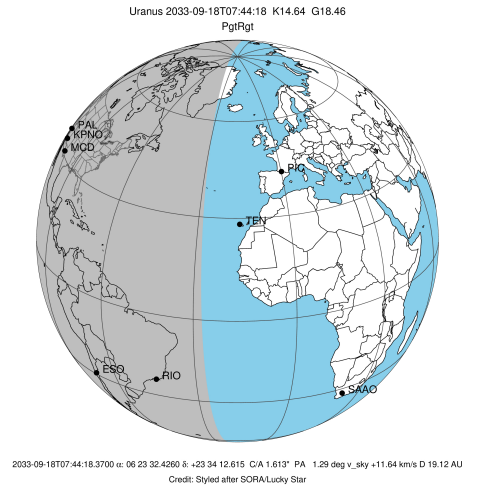 Uranus 2033-09-18T07:44:18 K14.64 G18.46
PgtRgt
PAL
KPNO
MCD
PIC
TEN
ESO
RIO
SAAO
2033-09-18T07:44:18.3700 α: 06 23 32.4260 δ: +23 34 12.615 C/A 1.613" PA 1.29 deg v_sky +11.64 km/s D 19.12 AU
Credit: Styled after SORA/Lucky Star